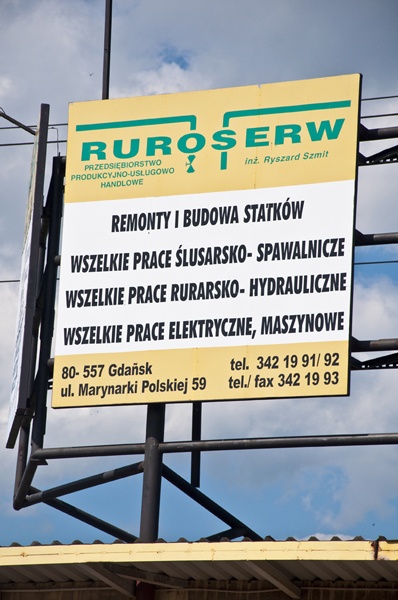 RUROSERW
PRZEDSIĘBIORSTWO
PRODUKCYJNO-USŁUGOWO
HANDLOWE
inż. Ryszard Szmit
REMONTY I BUDOWA STATKÓW
WSZELKIE PRACE ŚLUSARSKO- SPAWALNICZE
WSZELKIE PRACE RURARSKO- HYDRAULICZNE
WSZELKIE PRACE ELEKTRYCZNE, MASZYNOWE
80- 557 Gdańsk
ul. Marynarki Polskiej 59
tel. 342 19 91/ 92
tel./ fax 342 19 93